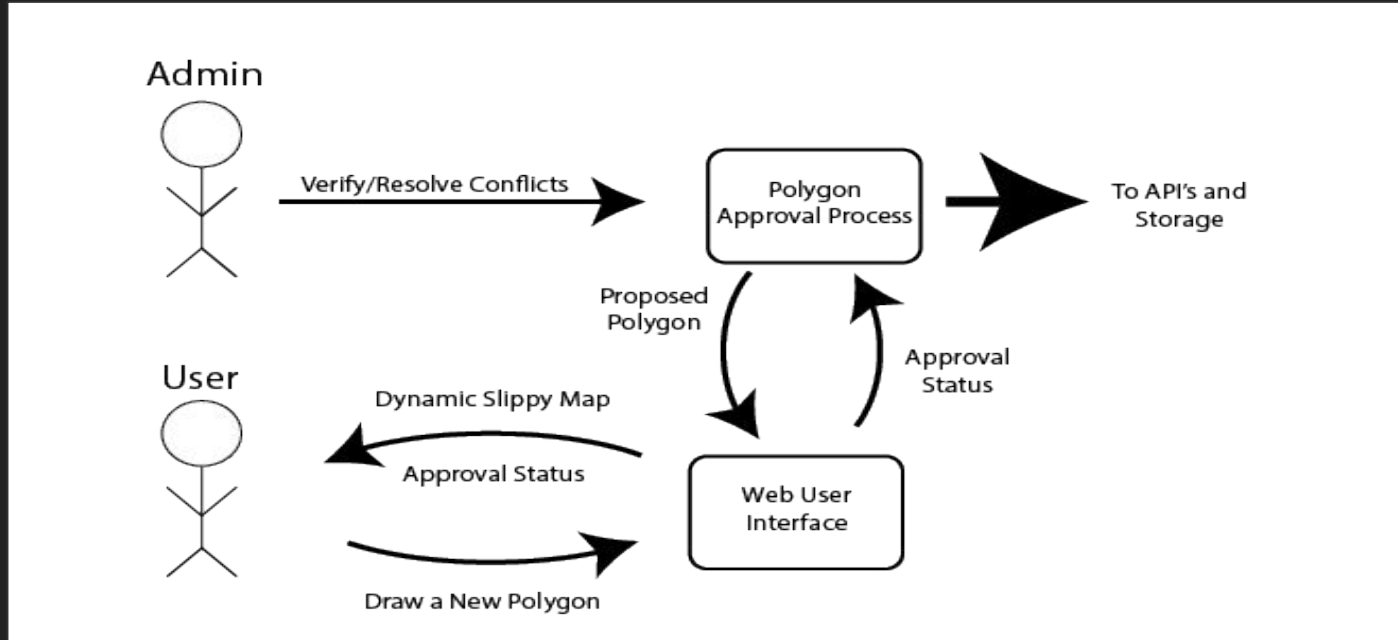 Admin
Verify/Resolve Conflicts
Polygon
Approval Process
To API's and
Storage
Proposed
Polygon
Approval
Status
User
Dynamic Slippy Map
Approval Status
Web User
Interface
Draw a New Polygon